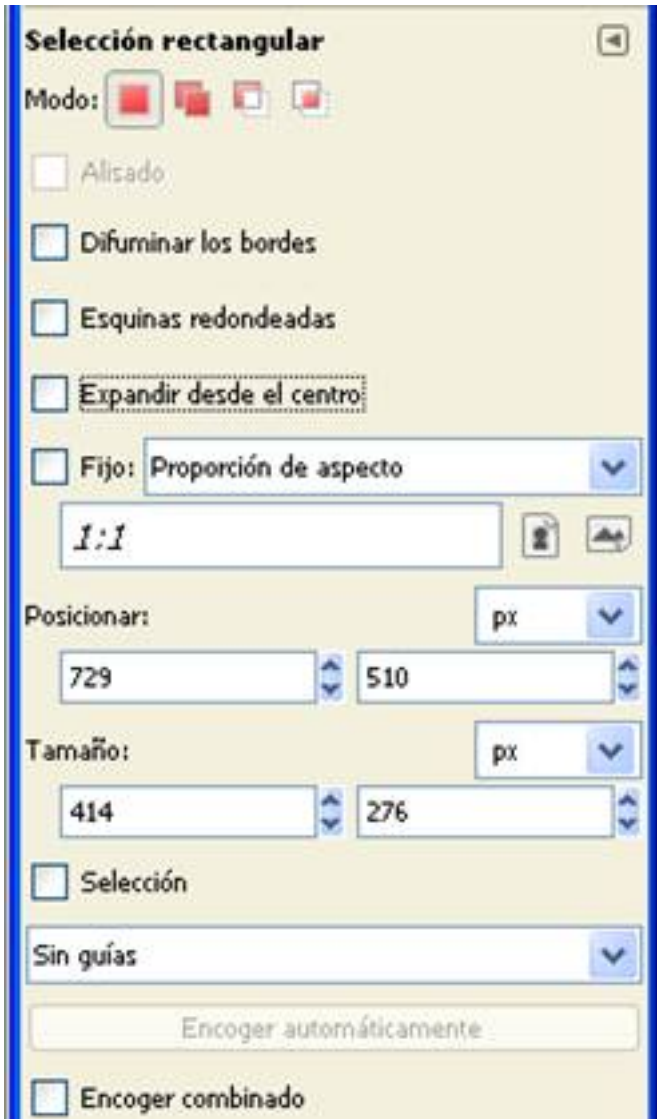 Selección rectangular
Modo:
Alisado
Difuminar los bordes
Esquinas redondeadas
Expandir desde el centro
Fijo: Proporción de aspecto
1:1
Posicionar: px
729 510
Tamaño: px
414 276
Selección
Sin guías
Encoger automáticamente
Encoger combinado